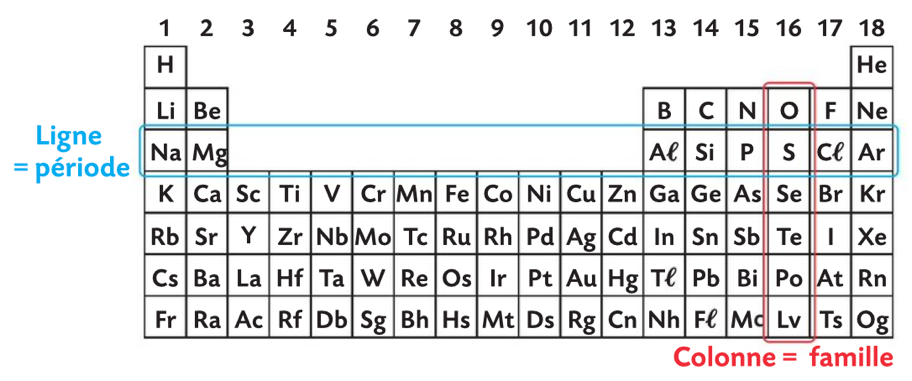 1 2 3 4 5 6 7 8 9 10 11 12 13 14 15 16 17 18
H He
Li Be B C N O F Ne
Ligne
= période
Na Mg Aℓ Si P S Cℓ Ar
K Ca Sc Ti V Cr Mn Fe Co Ni Cu Zn Ga Ge As Se Br Kr
Rb Sr Y Zr Nb Mo Tc Ru Rh Pd Ag Cd In Sn Sb Te I Xe
Cs Ba La Hf Ta W Re Os Ir Pt Au Hg Tℓ Pb Bi Po At Rn
Fr Ra Ac Rf Db Sg Bh Hs Mt Ds Rg Cn Nh Fℓ Mc Lv Ts Og
Colonne = famille